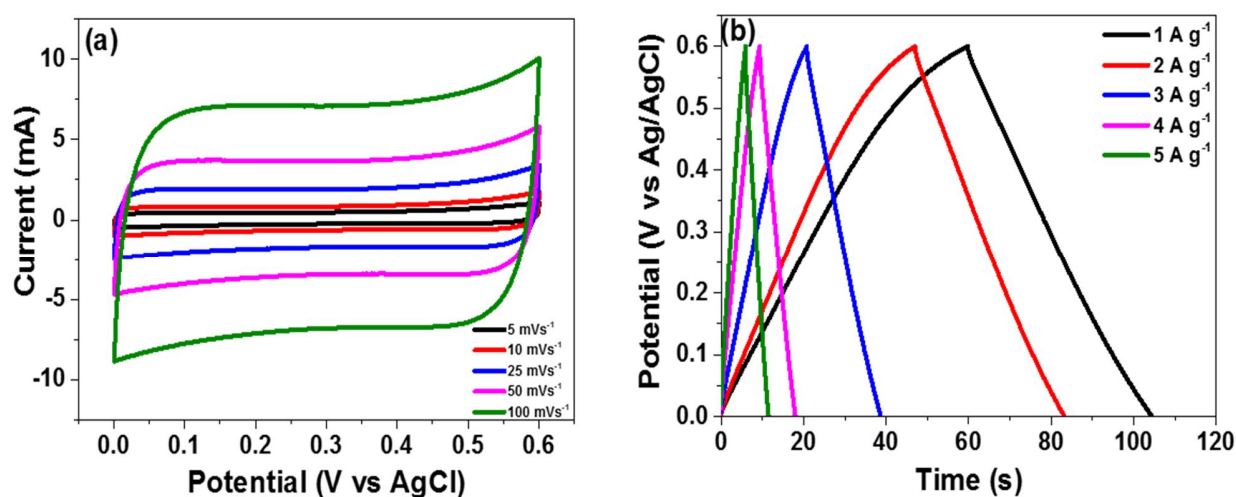 (a)
10
5
0
-5
-10
Current (mA)
0.0 0.1 0.2 0.3 0.4 0.5 0.6
Potential (V vs AgCl)
5 mVs⁻¹
10 mVs⁻¹
25 mVs⁻¹
50 mVs⁻¹
100 mVs⁻¹
(b)
0.6
0.5
0.4
0.3
0.2
0.1
0.0
Potential (V vs Ag/AgCl)
0 20 40 60 80 100 120
Time (s)
1 A g⁻¹
2 A g⁻¹
3 A g⁻¹
4 A g⁻¹
5 A g⁻¹